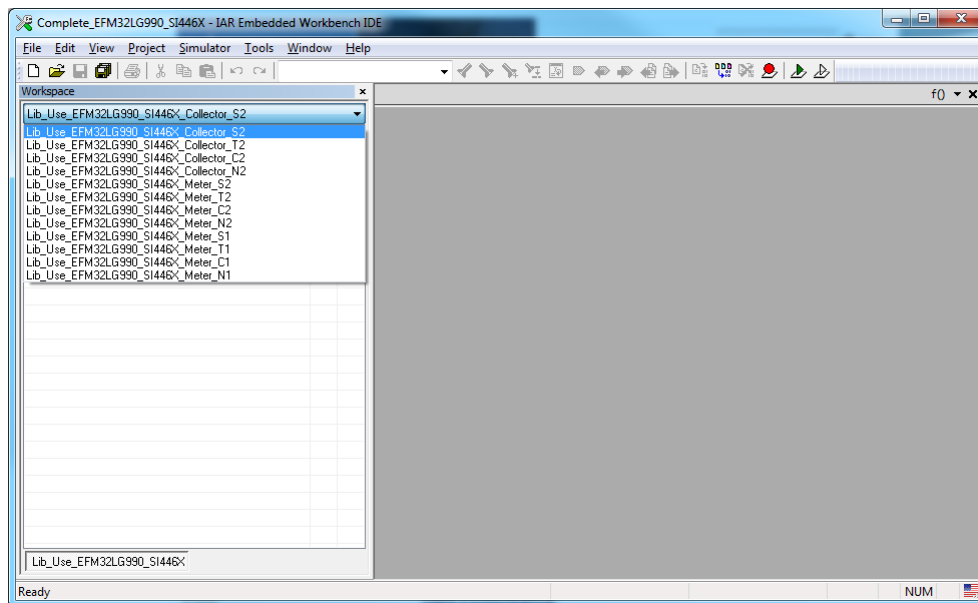 Complete_EFM32LG990_SI446X - IAR Embedded Workbench IDE
File Edit View Project Simulator Tools Window Help
Workspace
f()
Lib_Use_EFM32LG990_SI446X_Collector_S2
Lib_Use_EFM32LG990_SI446X_Collector_S2
Lib_Use_EFM32LG990_SI446X_Collector_T2
Lib_Use_EFM32LG990_SI446X_Collector_C2
Lib_Use_EFM32LG990_SI446X_Collector_N2
Lib_Use_EFM32LG990_SI446X_Meter_S2
Lib_Use_EFM32LG990_SI446X_Meter_T2
Lib_Use_EFM32LG990_SI446X_Meter_C2
Lib_Use_EFM32LG990_SI446X_Meter_N2
Lib_Use_EFM32LG990_SI446X_Meter_S1
Lib_Use_EFM32LG990_SI446X_Meter_T1
Lib_Use_EFM32LG990_SI446X_Meter_C1
Lib_Use_EFM32LG990_SI446X_Meter_N1
Lib_Use_EFM32LG990_SI446X
Ready NUM